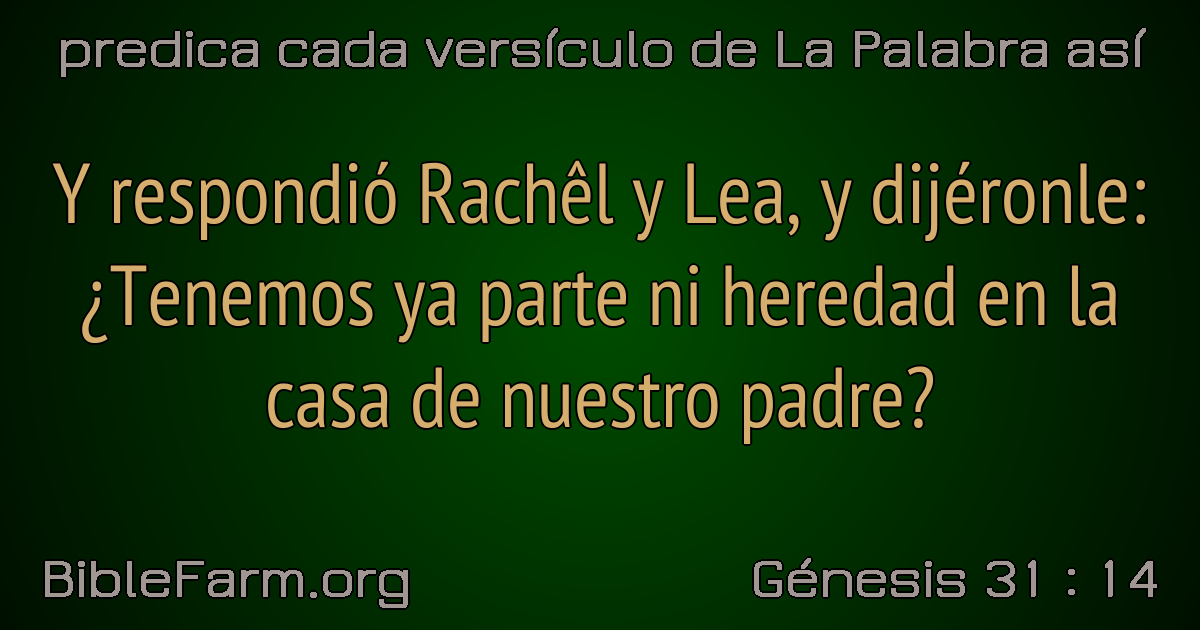 predica cada versículo de La Palabra así
Y respondió Rachêl y Lea, y dijéronle:
¿Tenemos ya parte ni heredad en la
casa de nuestro padre?
BibleFarm.org
Génesis 31 : 14